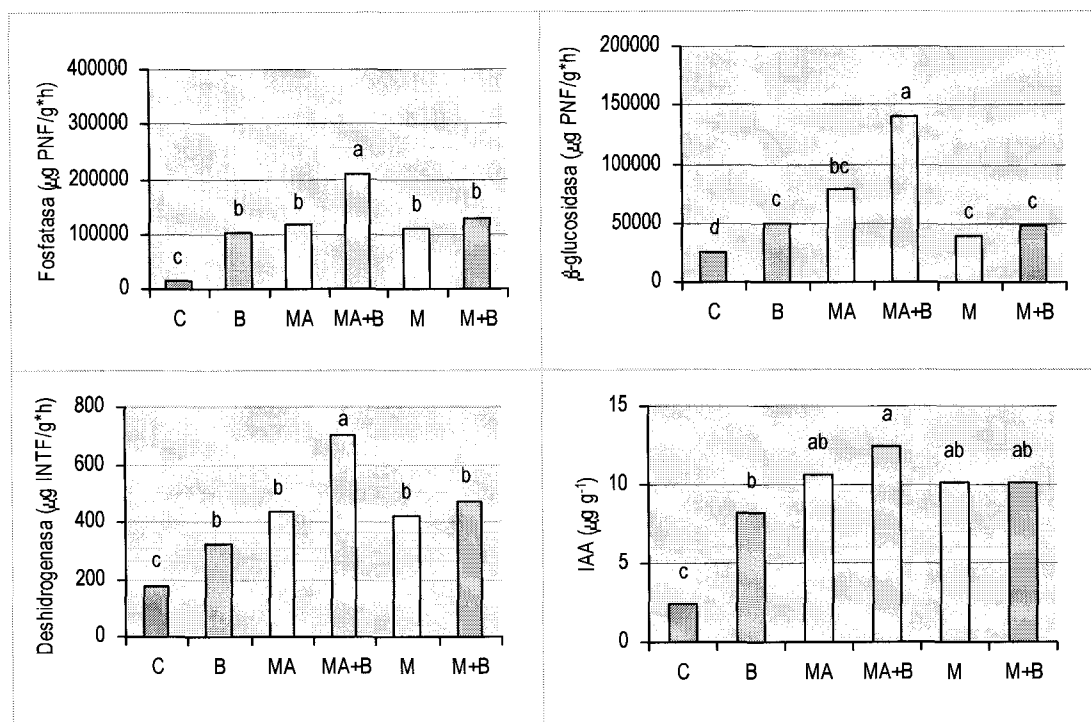 Fosfatasa (µg PNF/g*h)
400000
300000
200000
100000
0
c
b
b
a
b
b
C B MA MA+B M M+B
β-glucosidasa (µg PNF/g*h)
200000
150000
100000
50000
0
d
c
bc
a
c
c
C B MA MA+B M M+B
Deshidrogenasa (µg INTF/g*h)
800
600
400
200
0
c
b
b
a
b
b
C B MA MA+B M M+B
IAA (µg g⁻¹)
15
10
5
0
c
b
ab
a
ab
ab
C B MA MA+B M M+B